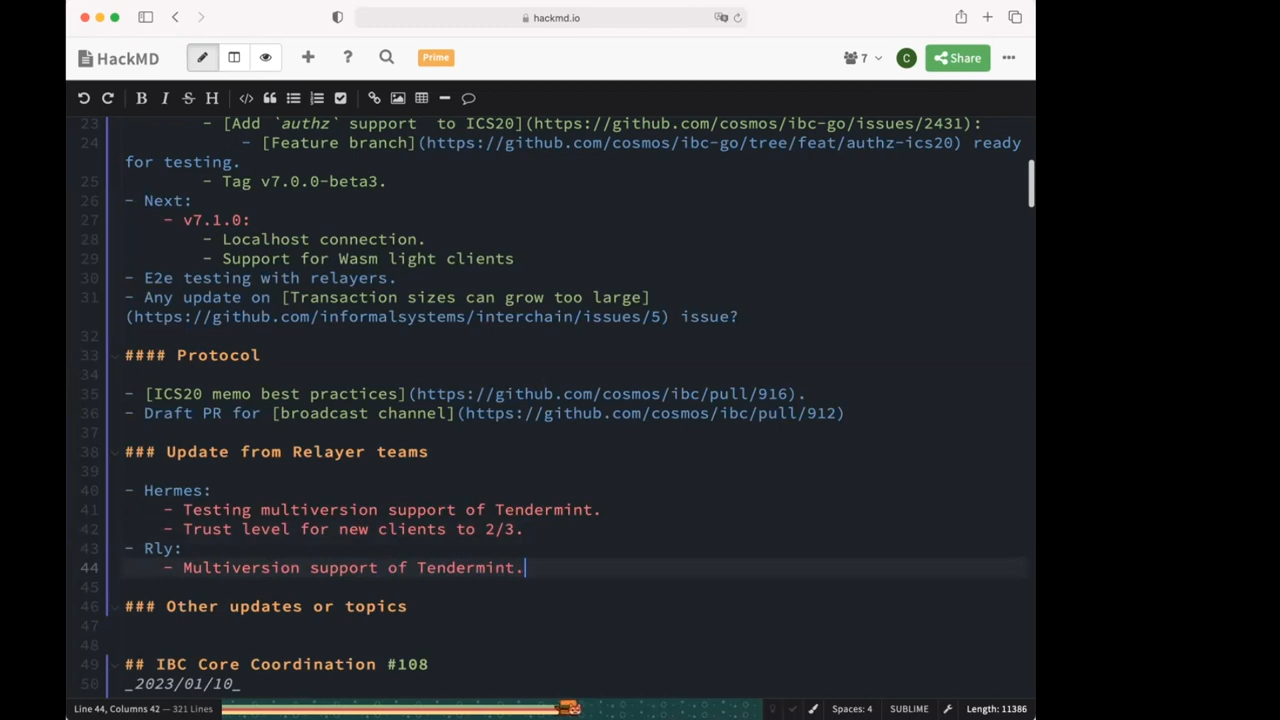 hackmd.io
HackMD
Prime
7
C
Share
B I S H
23 - [Add `authz` support  to ICS20](https://github.com/cosmos/ibc-go/issues/2431):
24 - [Feature branch](https://github.com/cosmos/ibc-go/tree/feat/authz-ics20) ready
for testing.
25 - Tag v7.0.0-beta3.
26 - Next:
27 - v7.1.0:
28 - Localhost connection.
29 - Support for Wasm light clients
30 - E2e testing with relayers.
31 - Any update on [Transaction sizes can grow too large]
(https://github.com/informalsystems/interchain/issues/5) issue?
32
33 #### Protocol
34
35 - [ICS20 memo best practices](https://github.com/cosmos/ibc/pull/916).
36 - Draft PR for [broadcast channel](https://github.com/cosmos/ibc/pull/912)
37
38 ### Update from Relayer teams
39
40 - Hermes:
41 - Testing multiversion support of Tendermint.
42 - Trust level for new clients to 2/3.
43 - Rly:
44 - Multiversion support of Tendermint.
45
46 ### Other updates or topics
47
48
49 ## IBC Core Coordination #108
50 _2023/01/10_
Line 44, Columns 42 — 321 Lines
Spaces: 4
SUBLIME
Length: 11386